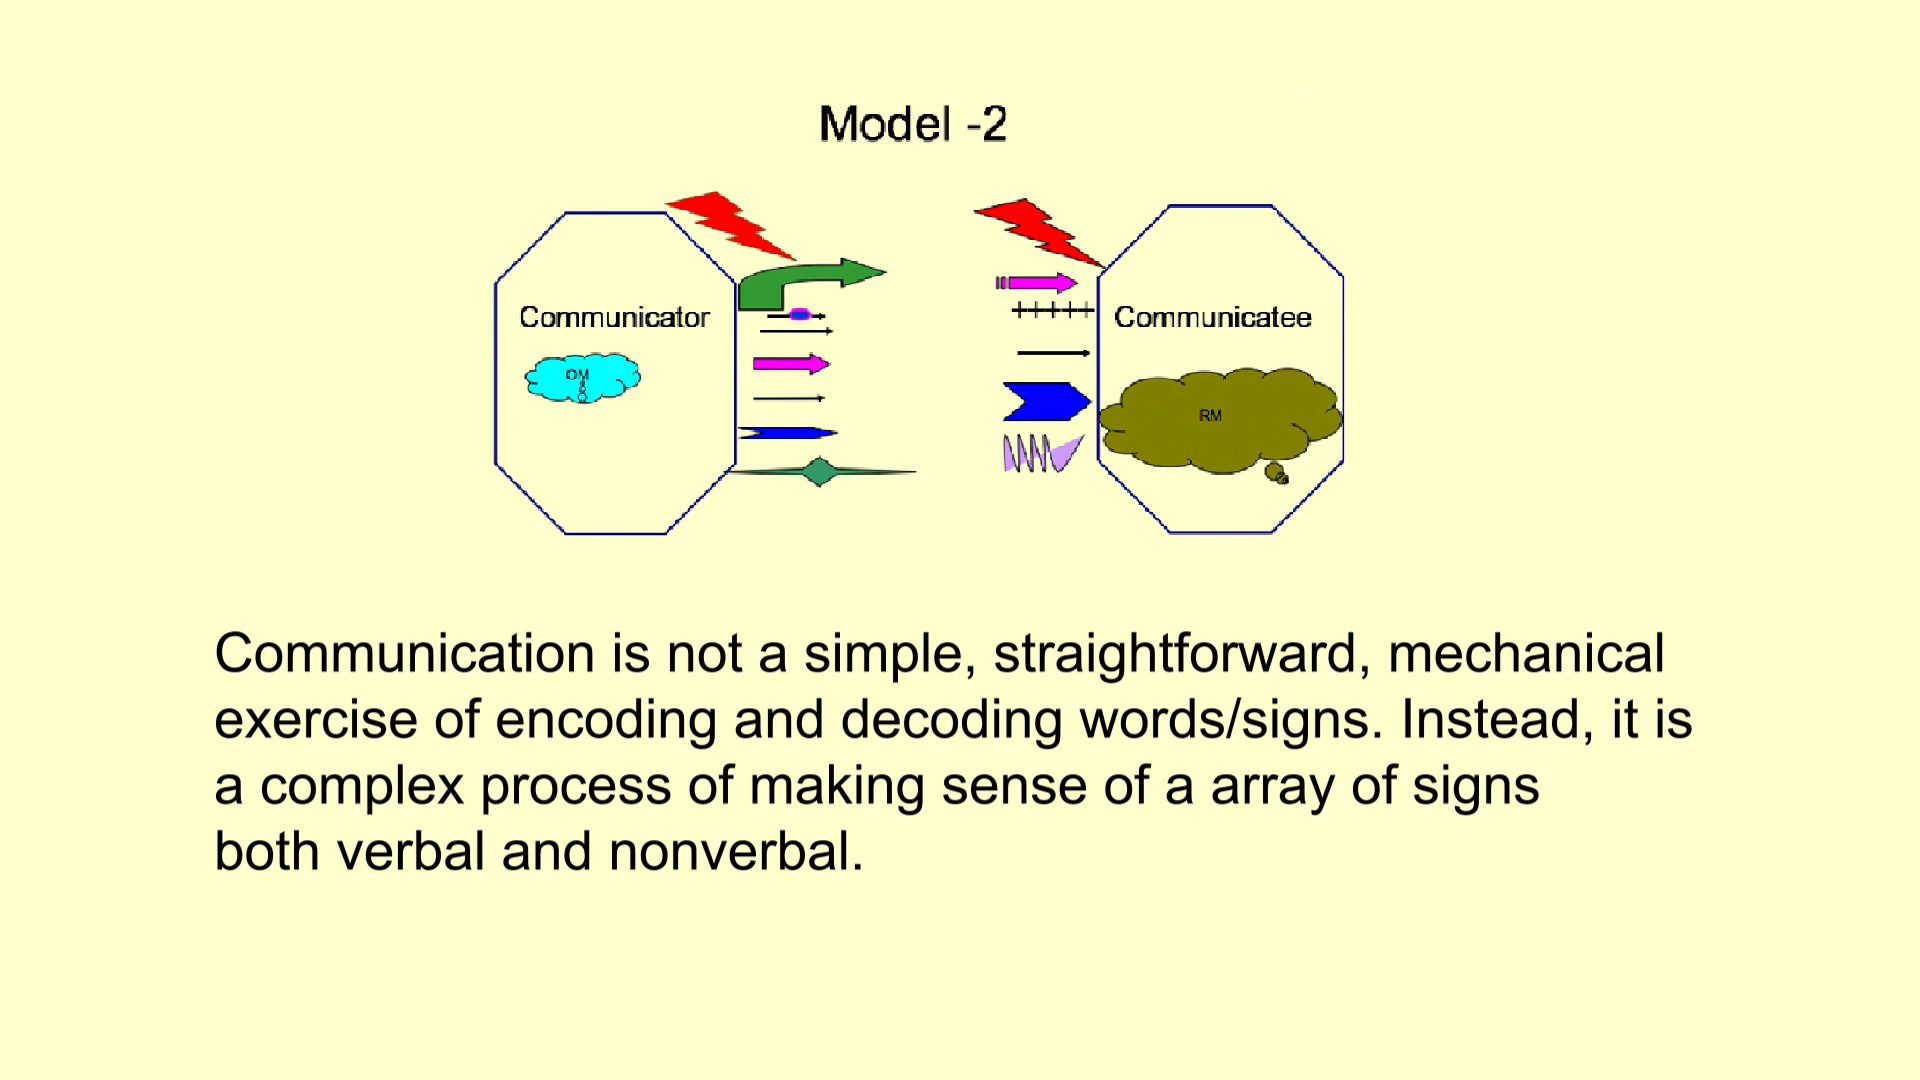 Model -2
Communicator
Communicatee
OM
RM
+++++
Communication is not a simple, straightforward, mechanical
exercise of encoding and decoding words/signs. Instead, it is
a complex process of making sense of a array of signs
both verbal and nonverbal.